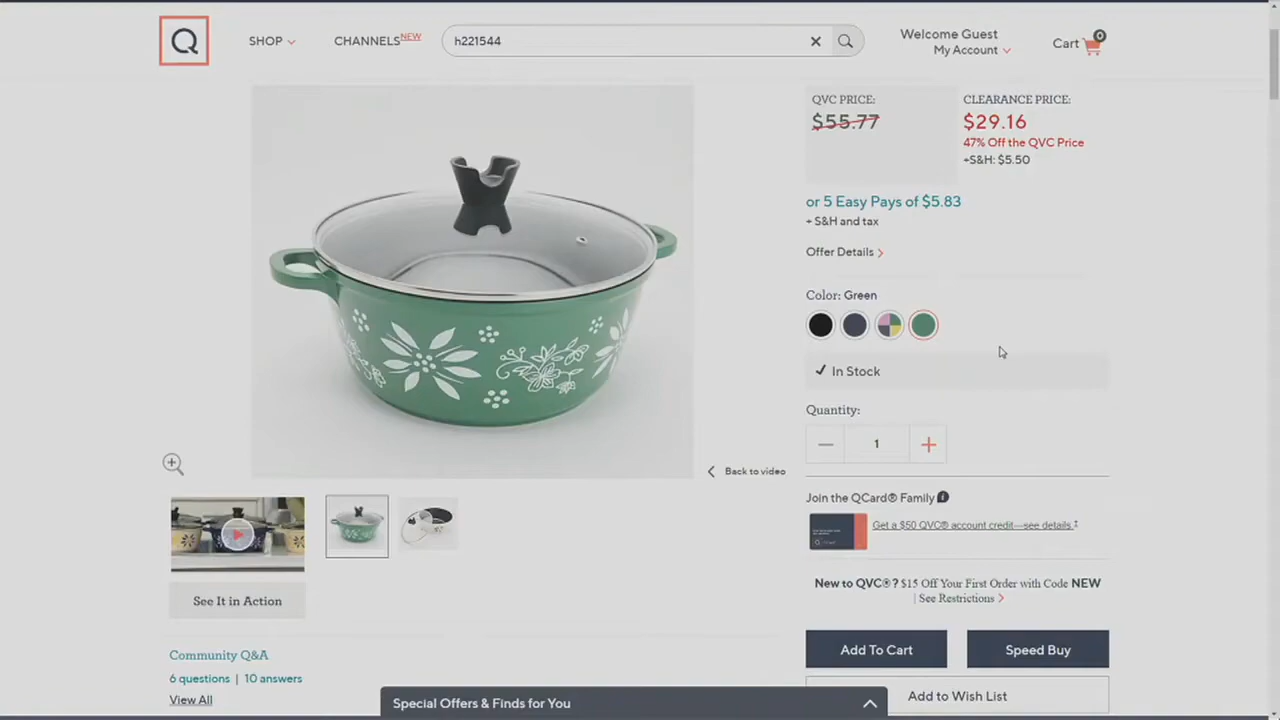 Q
SHOP
CHANNELS NEW
h221544
Welcome Guest
My Account
Cart
0
QVC PRICE:
$55.77
CLEARANCE PRICE:
$29.16
47% Off the QVC Price
+S&H: $5.50
or 5 Easy Pays of $5.83
+ S&H and tax
Offer Details
Color: Green
In Stock
Quantity:
1
Back to video
Join the QCard® Family
Get a $50 QVC® account credit—see details.‡
New to QVC®? $15 Off Your First Order with Code NEW
| See Restrictions
See It in Action
Community Q&A
6 questions | 10 answers
View All
Add To Cart
Speed Buy
Add to Wish List
Special Offers & Finds for You